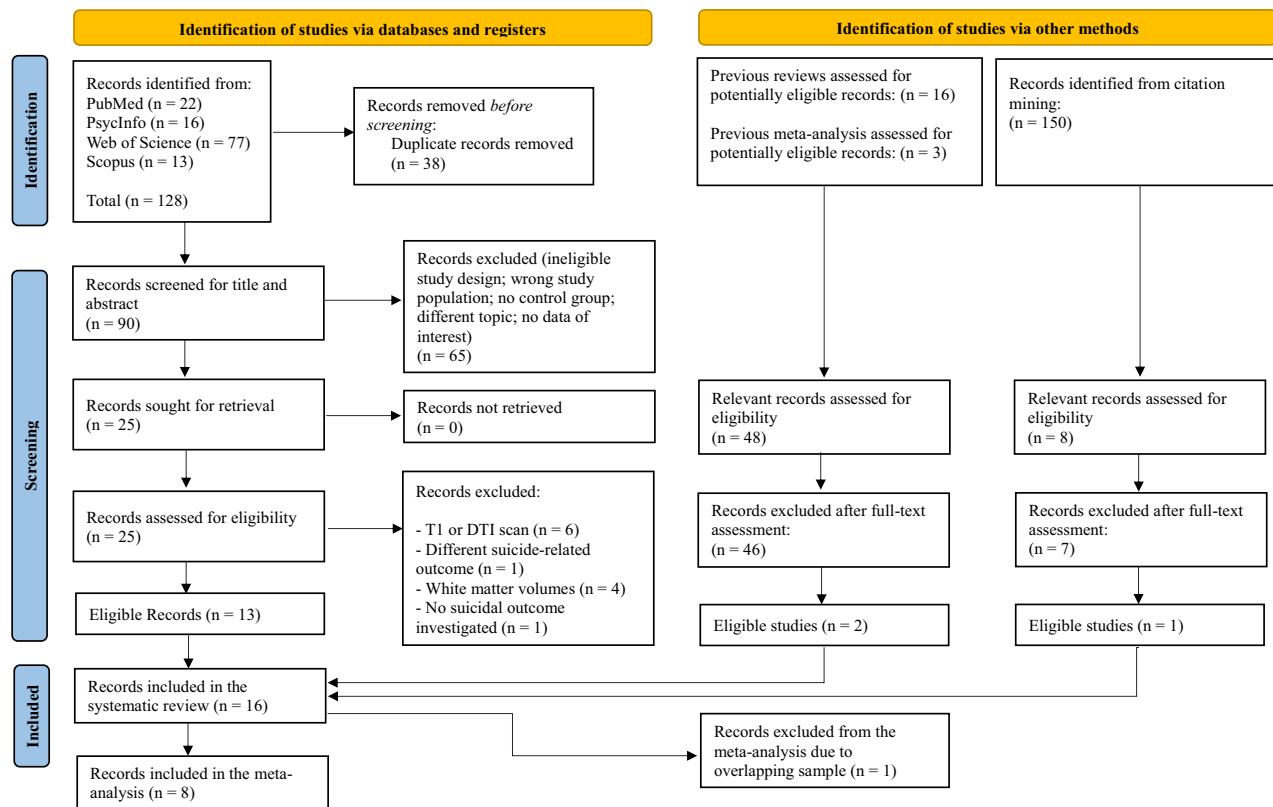 Identification of studies via databases and registers
Identification of studies via other methods
Identification
Records identified from:
PubMed (n = 22)
PsycInfo (n = 16)
Web of Science (n = 77)
Scopus (n = 13)
Total (n = 128)
Records removed before
screening:
Duplicate records removed
(n = 38)
Previous reviews assessed for
potentially eligible records: (n = 16)
Previous meta-analysis assessed for
potentially eligible records: (n = 3)
Records identified from citation
mining:
(n = 150)
Screening
Records screened for title and
abstract
(n = 90)
Records excluded (ineligible
study design; wrong study
population; no control group;
different topic; no data of
interest)
(n = 65)
Records sought for retrieval
(n = 25)
Records not retrieved
(n = 0)
Relevant records assessed for
eligibility
(n = 48)
Relevant records assessed for
eligibility
(n = 8)
Records assessed for eligibility
(n = 25)
Records excluded:
- T1 or DTI scan (n = 6)
- Different suicide-related
outcome (n = 1)
- White matter volumes (n = 4)
- No suicidal outcome
investigated (n = 1)
Records excluded after full-text
assessment:
(n = 46)
Records excluded after full-text
assessment:
(n = 7)
Eligible Records (n = 13)
Eligible studies (n = 2)
Eligible studies (n = 1)
Included
Records included in the
systematic review (n = 16)
Records excluded from the
meta-analysis due to
overlapping sample (n = 1)
Records included in the meta-
analysis (n = 8)